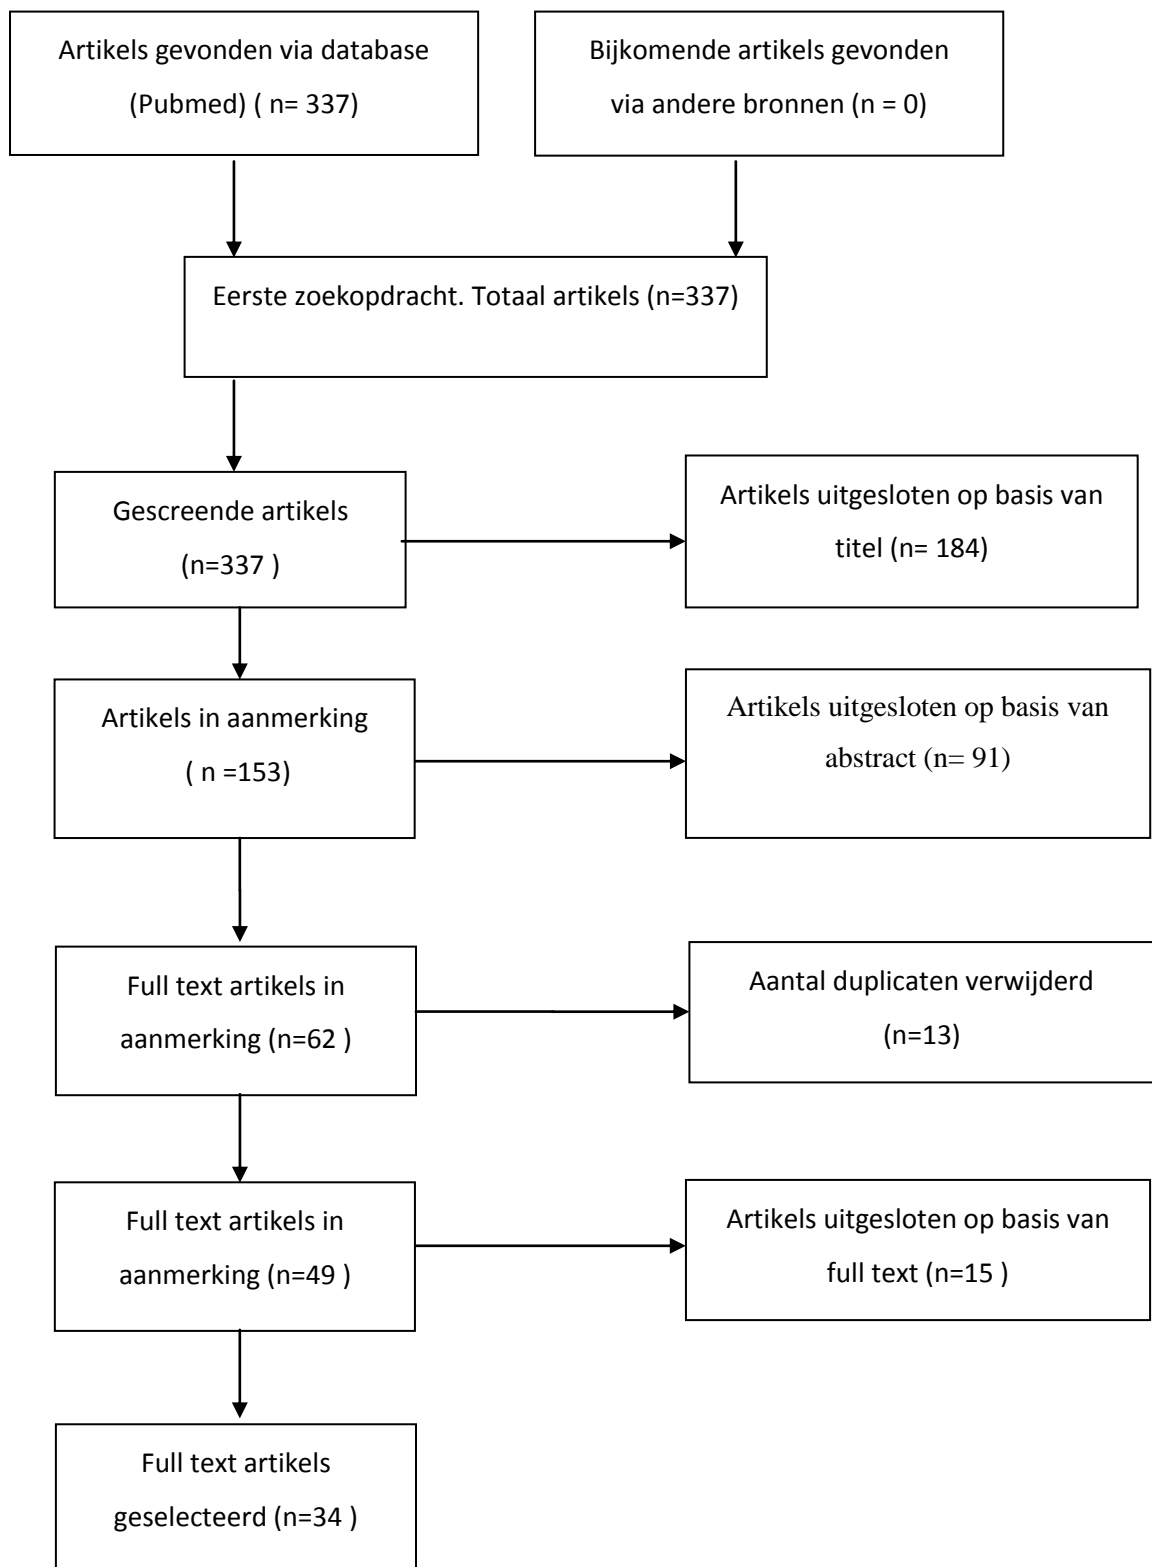 Artikels gevonden via database
(Pubmed) ( n= 337)
Bijkomende artikels gevonden
via andere bronnen (n = 0)
Eerste zoekopdracht. Totaal artikels (n=337)
Gescreende artikels
(n=337 )
Artikels uitgesloten op basis van
titel (n= 184)
Artikels in aanmerking
( n =153)
Artikels uitgesloten op basis van
abstract (n= 91)
Full text artikels in
aanmerking (n=62 )
Aantal duplicaten verwijderd
(n=13)
Full text artikels in
aanmerking (n=49 )
Artikels uitgesloten op basis van
full text (n=15 )
Full text artikels
geselecteerd (n=34 )